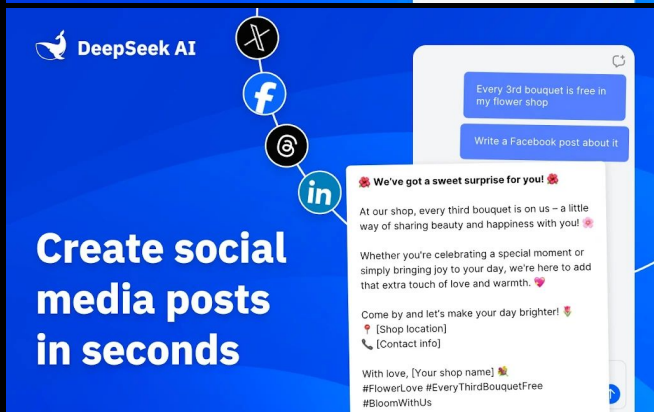 DeepSeek AI
Create social
media posts
in seconds
Every 3rd bouquet is free in
my flower shop
Write a Facebook post about it
🌺 We've got a sweet surprise for you! 🌺
At our shop, every third bouquet is on us – a little
way of sharing beauty and happiness with you! 🌸
Whether you're celebrating a special moment or
simply bringing joy to your day, we're here to add
that extra touch of love and warmth. 💖
Come by and let's make your day brighter! 🌷
📍 [Shop location]
📞 [Contact info]
With love, [Your shop name] 💐
#FlowerLove #EveryThirdBouquetFree
#BloomWithUs